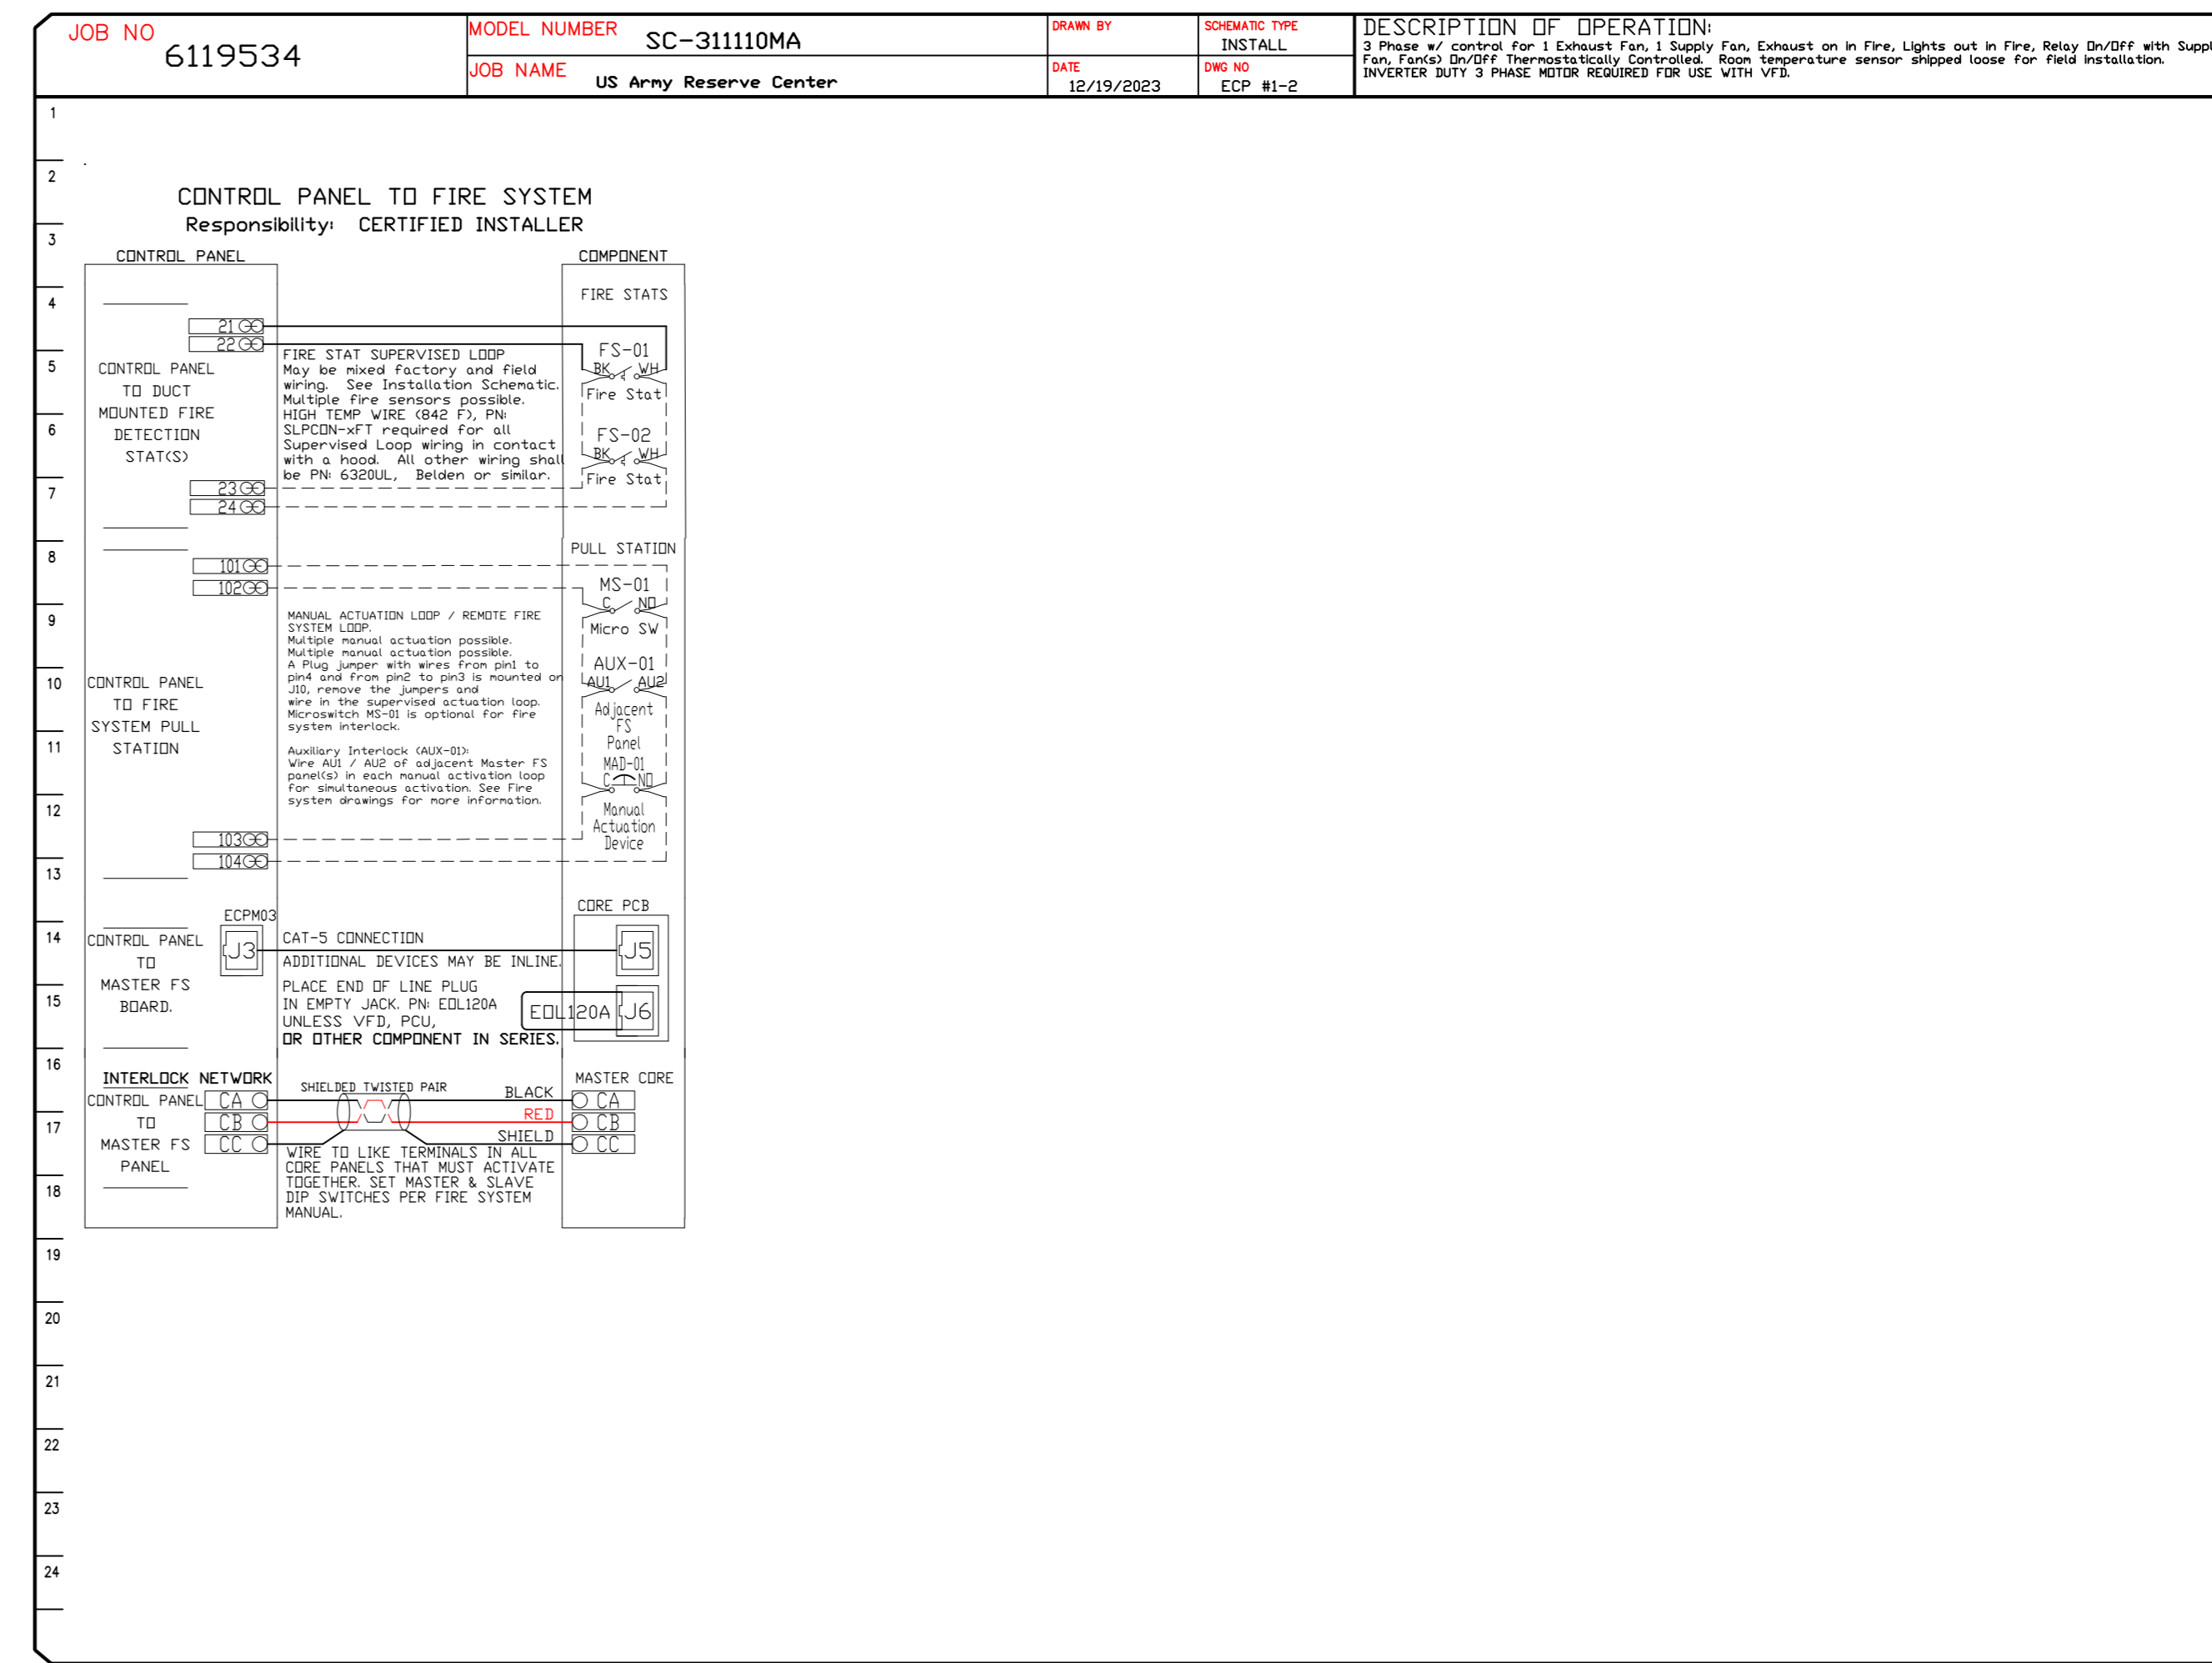 JOB NO
6119534
MODEL NUMBER
SC-311110MA
JOB NAME
US Army Reserve Center
DRAWN BY
DATE
12/19/2023
SCHEMATIC TYPE
INSTALL
DWG NO
ECP #1-2
DESCRIPTION OF OPERATION:
3 Phase w/ control for 1 Exhaust Fan, 1 Supply Fan, Exhaust on in Fire, Lights out in Fire, Relay On/Off with
Fan, Fan(s) On/Off Thermostatically Controlled. Room temperature sensor shipped loose for field installation.
INVERTER DUTY 3 PHASE MOTOR REQUIRED FOR USE WITH VFD.
1
2
3
4
5
6
7
8
9
10
11
12
13
14
15
16
17
18
19
20
21
22
23
24
CONTROL PANEL TO FIRE SYSTEM
Responsibility: CERTIFIED INSTALLER
CONTROL PANEL
COMPONENT
FIRE STATS
21
22
CONTROL PANEL
TO DUCT
MOUNTED FIRE
DETECTION
STAT(S)
FIRE STAT SUPERVISED LOOP
May be mixed factory and field
wiring. See Installation Schematic.
Multiple fire sensors possible.
HIGH TEMP WIRE (842 F), PN:
SLPCON-xFT required for all
Supervised Loop wiring in contact
with a hood. All other wiring shall
be PN: 6320UL, Belden or similar.
FS-01
BK WH
Fire Stat
FS-02
BK WH
Fire Stat
23
24
PULL STATION
101
102
CONTROL PANEL
TO FIRE
SYSTEM PULL
STATION
MANUAL ACTUATION LOOP / REMOTE FIRE
SYSTEM LOOP.
Multiple manual actuation possible.
Multiple manual actuation possible.
A Plug jumper with wires from pin1 to
pin4 and from pin2 to pin3 is mounted on
J10, remove the jumpers and
wire in the supervised actuation loop.
Microswitch MS-01 is optional for fire
system interlock.
Auxiliary Interlock (AUX-01):
Wire AU1 / AU2 of adjacent Master FS
panel(s) in each manual activation loop
for simultaneous activation. See Fire
system drawings for more information.
MS-01
C NO
Micro SW
AUX-01
AU1 AU2
Adjacent
FS
Panel
MAD-01
C NO
Manual
Actuation
Device
103
104
ECPM03
CORE PCB
CONTROL PANEL
TO
MASTER FS
BOARD.
J3
CAT-5 CONNECTION
ADDITIONAL DEVICES MAY BE INLINE.
J5
PLACE END OF LINE PLUG
IN EMPTY JACK. PN: EOL120A
UNLESS VFD, PCU,
OR OTHER COMPONENT IN SERIES.
EOL120A
J6
INTERLOCK NETWORK
CONTROL PANEL
TO
MASTER FS
PANEL
CA
CB
CC
SHIELDED TWISTED PAIR
BLACK
RED
SHIELD
MASTER CORE
CA
CB
CC
WIRE TO LIKE TERMINALS IN ALL
CORE PANELS THAT MUST ACTIVATE
TOGETHER. SET MASTER & SLAVE
DIP SWITCHES PER FIRE SYSTEM
MANUAL.